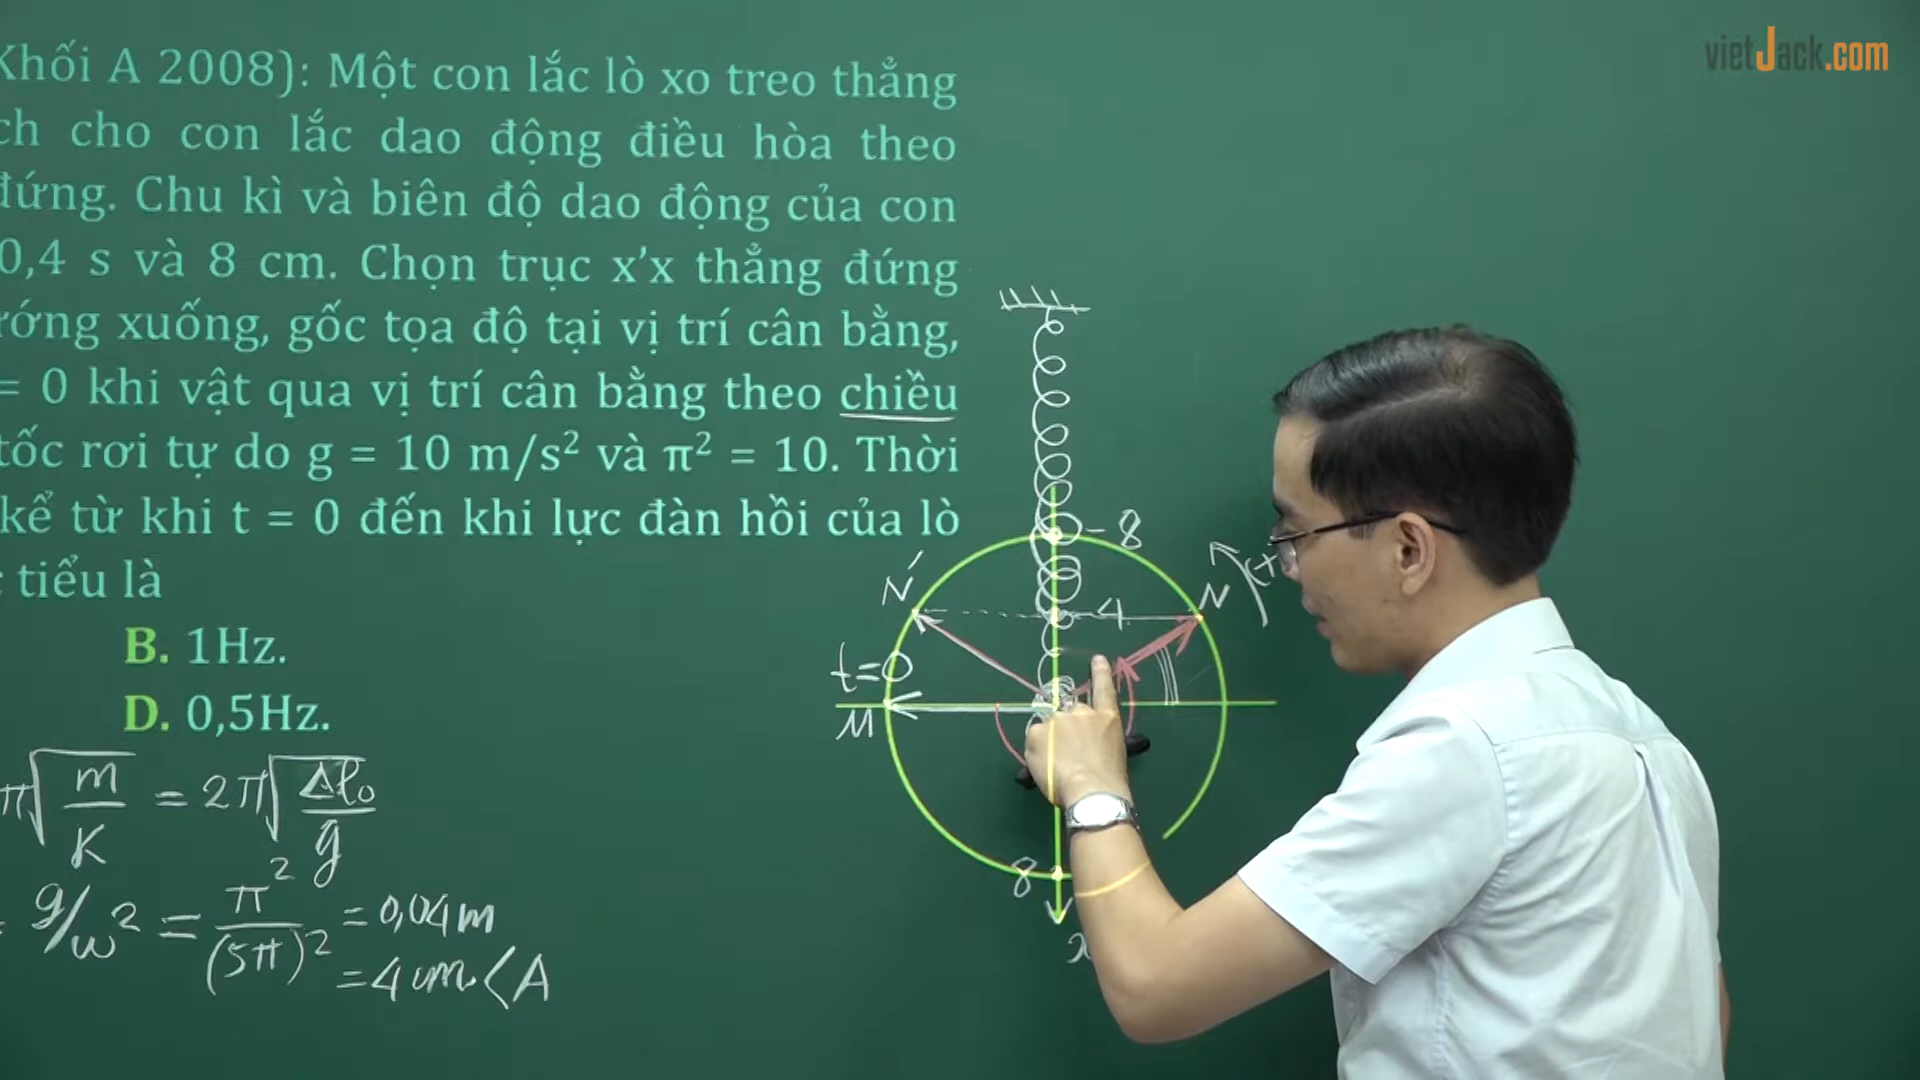 vietJack.com
Khối A 2008): Một con lắc lò xo treo thẳng
ch cho con lắc dao động điều hòa theo
đứng. Chu kì và biên độ dao động của con
0,4 s và 8 cm. Chọn trục x’x thẳng đứng
ướng xuống, gốc tọa độ tại vị trí cân bằng,
= 0 khi vật qua vị trí cân bằng theo chiều
tốc rơi tự do g = 10 m/s² và π² = 10. Thời
kể từ khi t = 0 đến khi lực đàn hồi của lò
tiểu là
B. 1Hz.
D. 0,5Hz.
π√(m/K) = 2π√(Δl₀/g)
g/ω² = π²/(5π)² = 0,04m
= 4cm < A
-8
N'
N
(+
-4
t=0
M
8
x